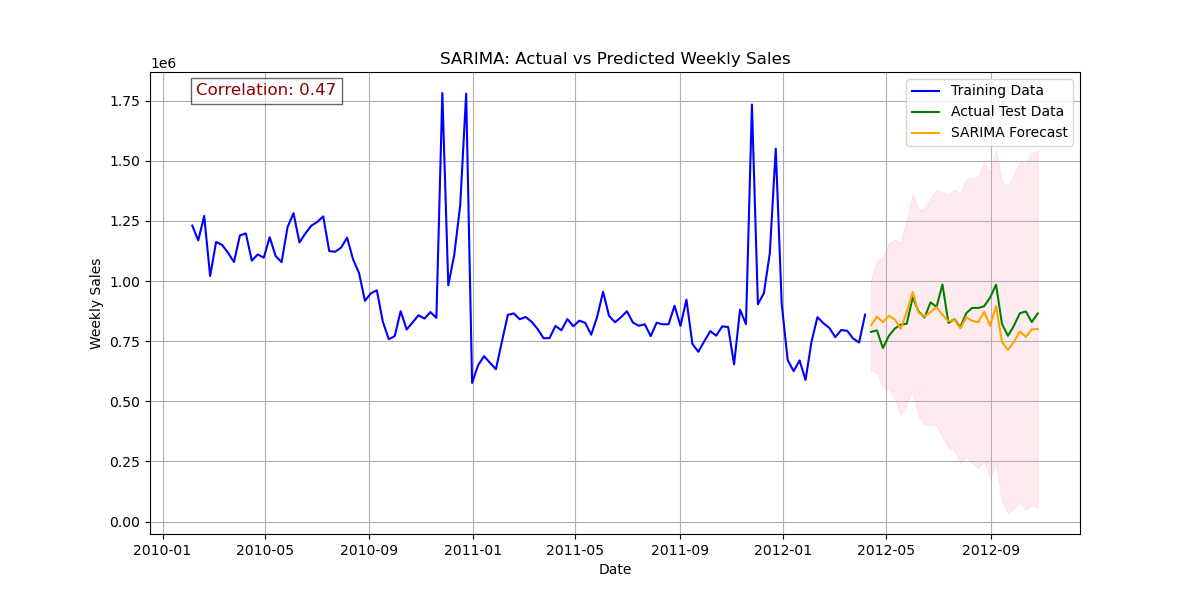 SARIMA: Actual vs Predicted Weekly Sales
1e6
Correlation: 0.47
Training Data
Actual Test Data
SARIMA Forecast
1.75
1.50
1.25
1.00
0.75
0.50
0.25
0.00
Weekly Sales
2010-01 2010-05 2010-09 2011-01 2011-05 2011-09 2012-01 2012-05 2012-09
Date